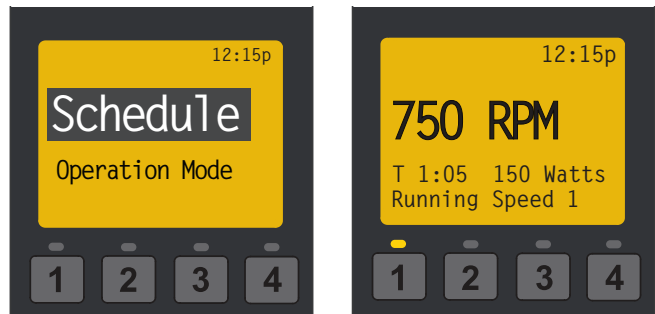 12:15p
Schedule
Operation Mode
1 2 3 4
12:15p
750 RPM
T 1:05 150 Watts
Running Speed 1
1 2 3 4